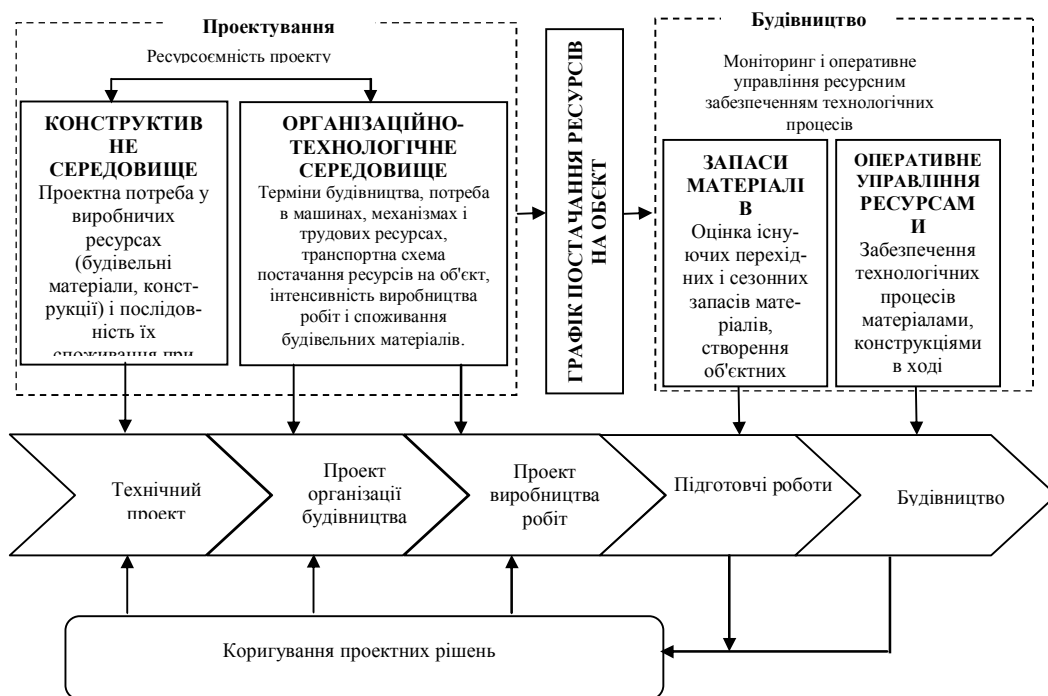 Проектування
Ресурсоємність проекту
КОНСТРУКТИВ
НЕ
СЕРЕДОВИЩЕ
Проектна потреба у
виробничих
ресурсах
(будівельні
матеріали, конст-
рукції) і послідов-
ність їх
споживання при
ОРГАНІЗАЦІЙНО-
ТЕХНОЛОГІЧНЕ
СЕРЕДОВИЩЕ
Терміни будівництва, потреба
в машинах, механізмах і
трудових ресурсах,
транспортна схема
постачання ресурсів на об'єкт,
інтенсивність виробництва
робіт і споживання
будівельних матеріалів.
ГРАФІК ПОСТАЧАННЯ РЕСУРСІВ
НА ОБЄКТ
Будівництво
Моніторинг і оперативне
управління ресурсним
забезпеченням технологічних
процесів
ЗАПАСИ
МАТЕРІАЛІ
В
Оцінка існу-
ючих перехід-
них і сезонних
запасів мате-
ріалів,
створення
об'єктних
ОПЕРАТИВНЕ
УПРАВЛІННЯ
РЕСУРСАМ
И
Забезпечення
технологічних
процесів
матеріалами,
конструкціями
в ході
Технічний
проект
Проект
організації
будівництва
Проект
виробництва
робіт
Підготовчі роботи
Будівництво
Коригування проектних рішень